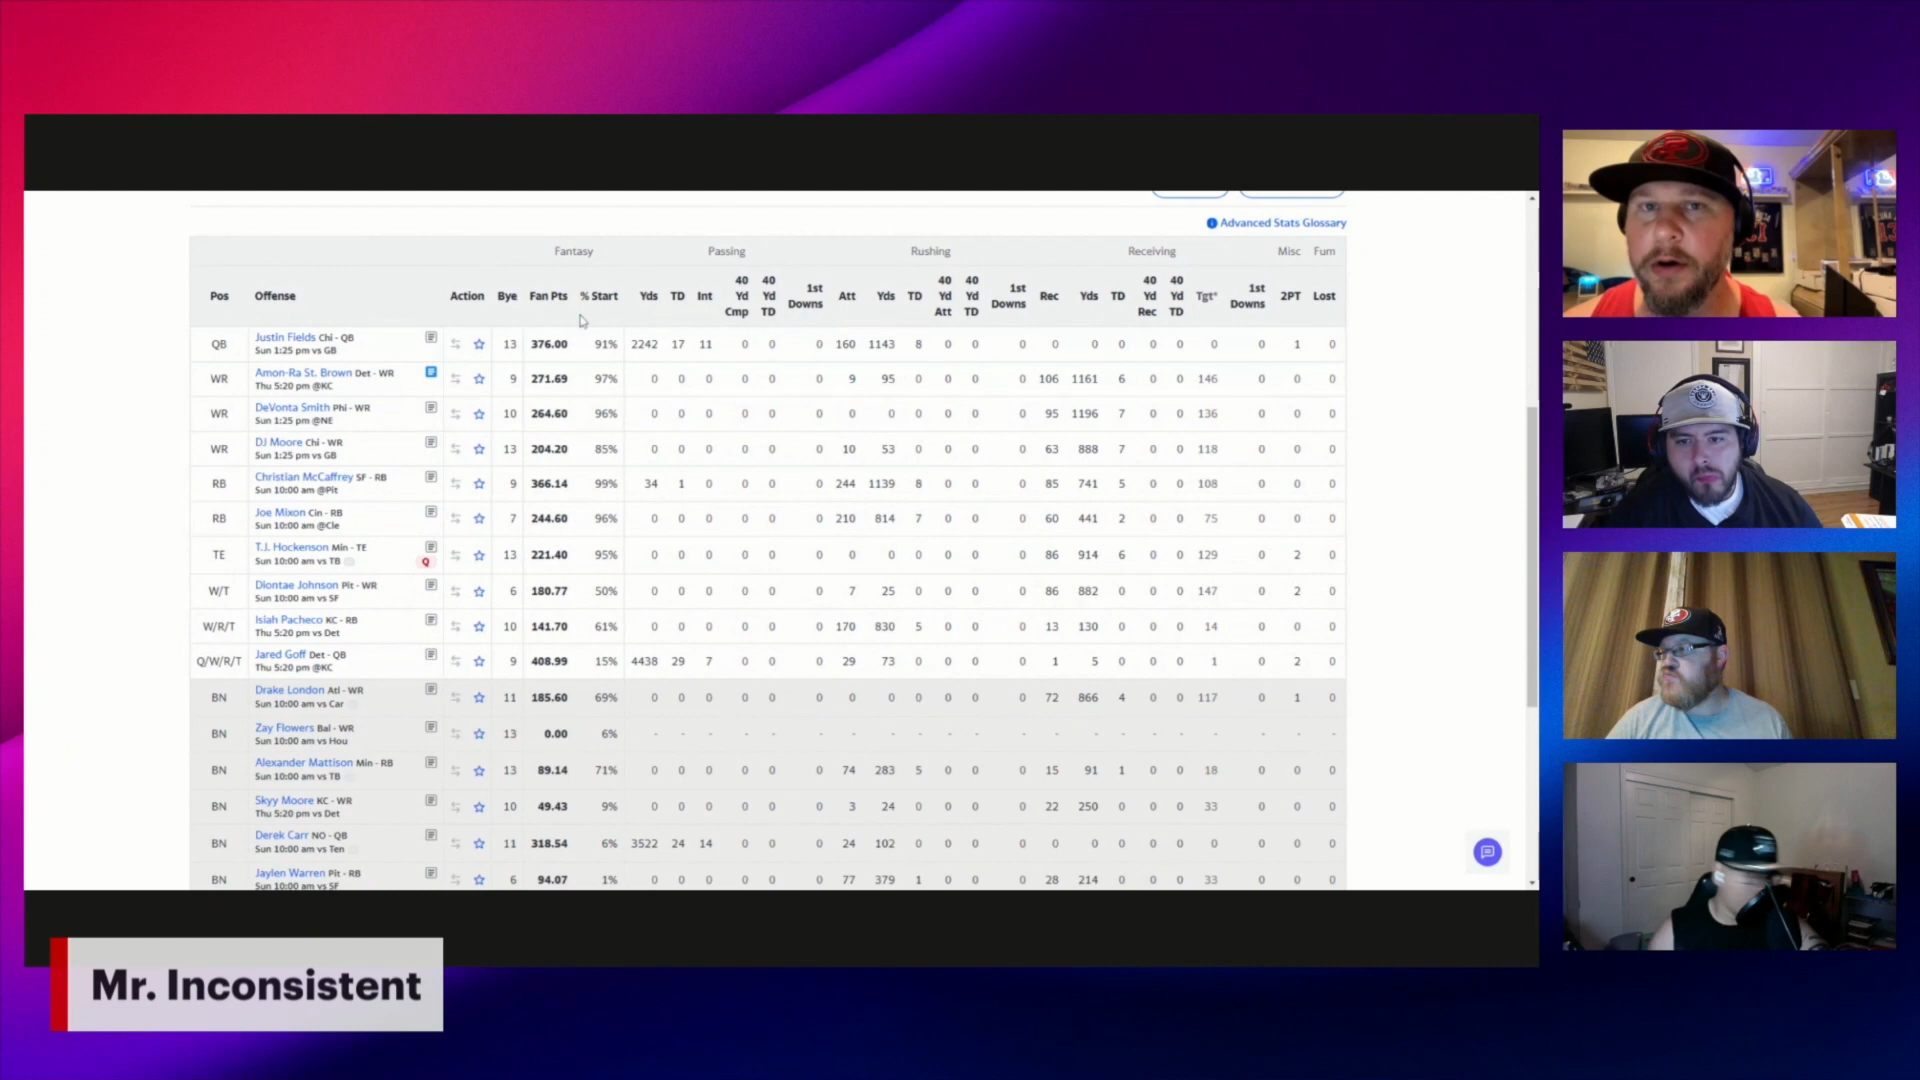 Advanced Stats Glossary
Fantasy Passing Rushing Receiving Misc Fum
Pos Offense Action Bye Fan Pts % Start Yds TD Int 40 Yd Cmp 40 Yd TD 1st Downs Att Yds TD 40 Yd Att 40 Yd TD 1st Downs Rec Yds TD 40 Yd Rec 40 Yd TD Tgt* 1st Downs 2PT Lost
QB Justin Fields Chi - QB 13 376.00 91% 2242 17 11 0 0 0 160 1143 8 0 0 0 0 0 0 0 0 0 0 1 0
Sun 1:25 pm vs GB
WR Amon-Ra St. Brown Det - WR 9 271.69 97% 0 0 0 0 0 0 9 95 0 0 0 0 106 1161 6 0 0 146 0 0 0
Thu 5:20 pm @KC
WR DeVonta Smith Phi - WR 10 264.60 96% 0 0 0 0 0 0 0 0 0 0 0 0 95 1196 7 0 0 136 0 0 0
Sun 1:25 pm @NE
WR DJ Moore Chi - WR 13 204.20 85% 0 0 0 0 0 0 10 53 0 0 0 0 63 888 7 0 0 118 0 0 0
Sun 1:25 pm vs GB
RB Christian McCaffrey SF - RB 9 366.14 99% 34 1 0 0 0 0 244 1139 8 0 0 0 85 741 5 0 0 108 0 0 0
Sun 10:00 am @Pit
RB Joe Mixon Cin - RB 7 244.60 96% 0 0 0 0 0 0 210 814 7 0 0 0 60 441 2 0 0 75 0 0 0
Sun 10:00 am @Cle
TE T.J. Hockenson Min - TE 13 221.40 95% 0 0 0 0 0 0 0 0 0 0 0 0 86 914 6 0 0 129 0 2 0
Sun 10:00 am vs TB Q
W/T Diontae Johnson Pit - WR 6 180.77 50% 0 0 0 0 0 0 7 25 0 0 0 0 86 882 0 0 0 147 0 2 0
Sun 10:00 am vs SF
W/R/T Isiah Pacheco KC - RB 10 141.70 61% 0 0 0 0 0 0 170 830 5 0 0 0 13 130 0 0 0 14 0 0 0
Thu 5:20 pm vs Det
Q/W/R/T Jared Goff Det - QB 9 408.99 15% 4438 29 7 0 0 0 29 73 0 0 0 0 1 5 0 0 0 1 0 2 0
Thu 5:20 pm @KC
BN Drake London Atl - WR 11 185.60 69% 0 0 0 0 0 0 0 0 0 0 0 0 72 866 4 0 0 117 0 1 0
Sun 10:00 am vs Car
BN Zay Flowers Bal - WR 13 0.00 6% - - - - - - - - - - - - - - - - - - - - -
Sun 10:00 am vs Hou
BN Alexander Mattison Min - RB 13 89.14 71% 0 0 0 0 0 0 74 283 5 0 0 0 15 91 1 0 0 18 0 0 0
Sun 10:00 am vs TB
BN Skyy Moore KC - WR 10 49.43 9% 0 0 0 0 0 0 3 24 0 0 0 0 22 250 0 0 0 33 0 0 0
Thu 5:20 pm vs Det
BN Derek Carr NO - QB 11 318.54 6% 3522 24 14 0 0 0 24 102 0 0 0 0 0 0 0 0 0 0 0 0 0
Sun 10:00 am vs Ten
BN Jaylen Warren Pit - RB 6 94.07 1% 0 0 0 0 0 0 77 379 1 0 0 0 28 214 0 0 0 33 0 0 0
Sun 10:00 am vs SF
Mr. Inconsistent